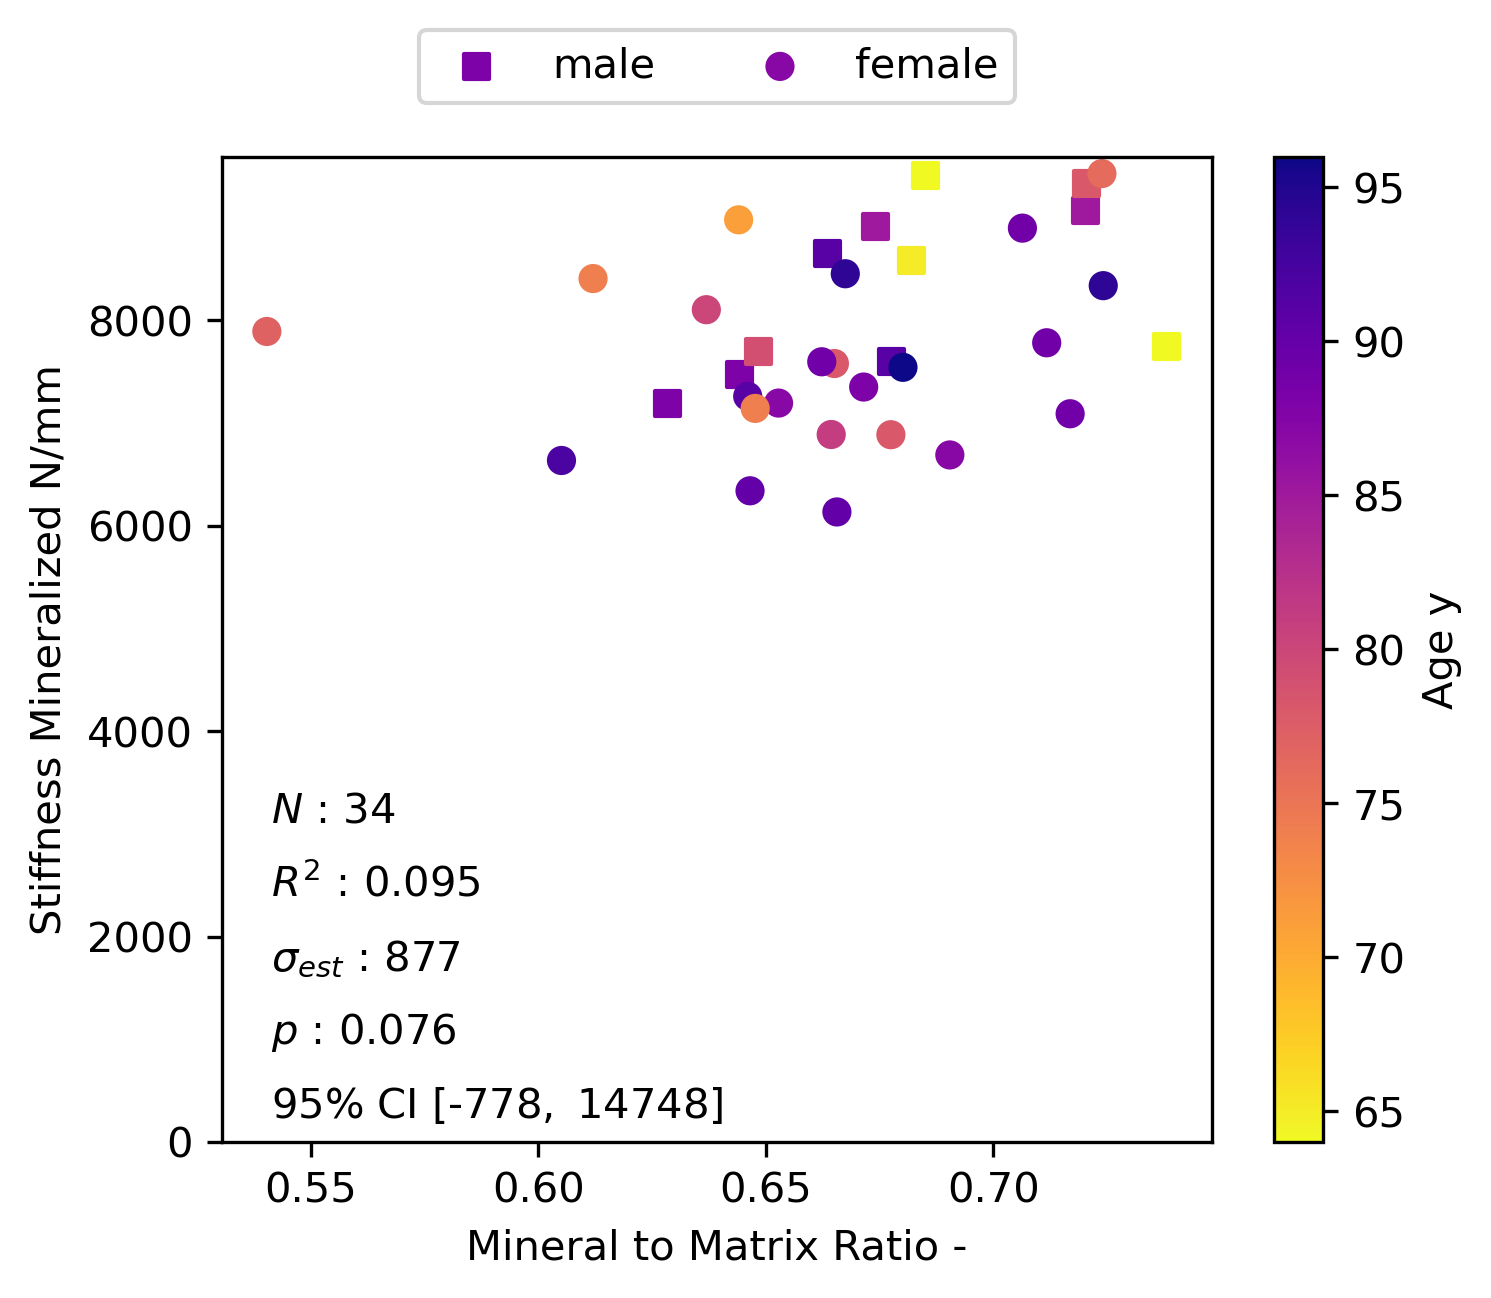 male female
8000
6000
4000
2000
0
Stiffness Mineralized N/mm
N : 34
R² : 0.095
σest : 877
p : 0.076
95% CI [-778, 14748]
0.55 0.60 0.65 0.70
Mineral to Matrix Ratio -
95
90
85
80
75
70
65
Age y